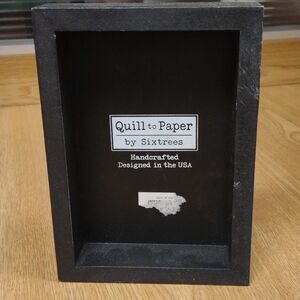 Quill to Paper
by Sixtrees
Handcrafted
Designed in the USA